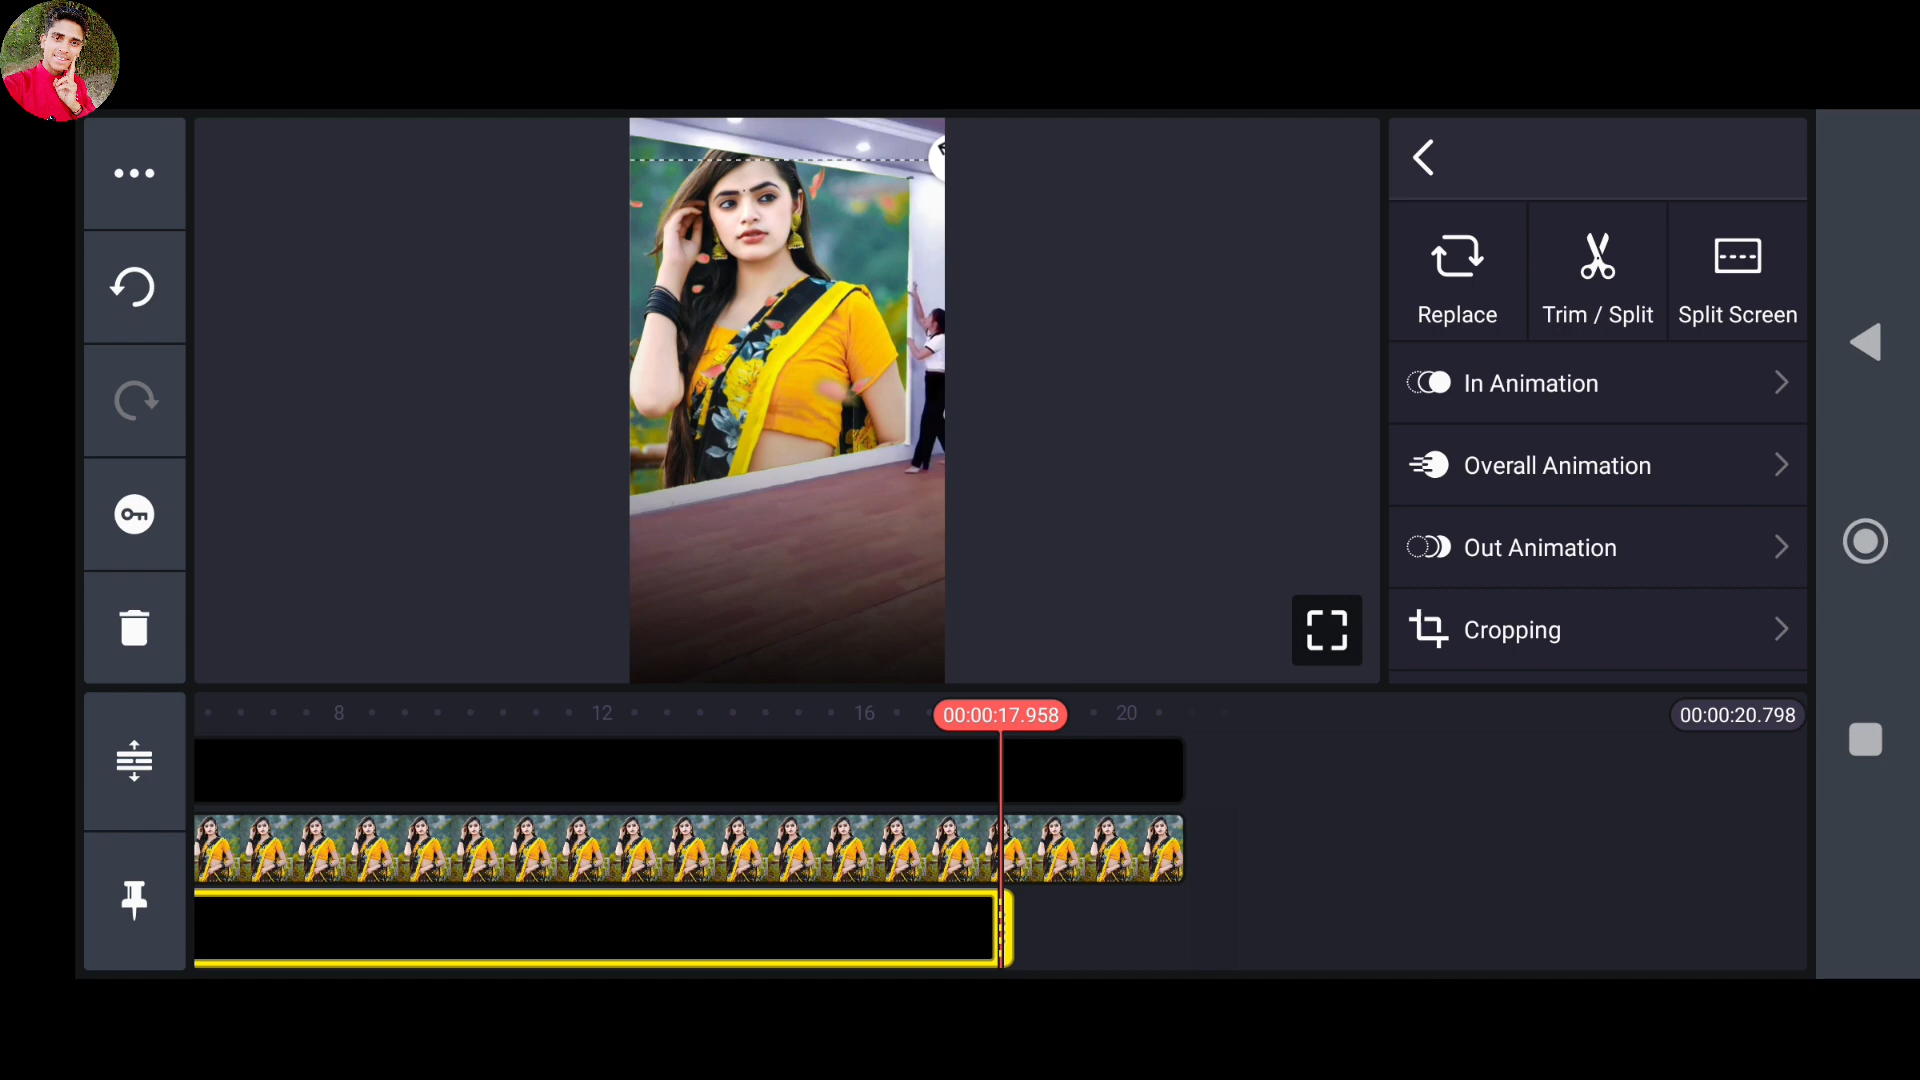 Replace
Trim / Split
Split Screen
In Animation
Overall Animation
Out Animation
Cropping
8
12
16
00:00:17.958
20
00:00:20.798